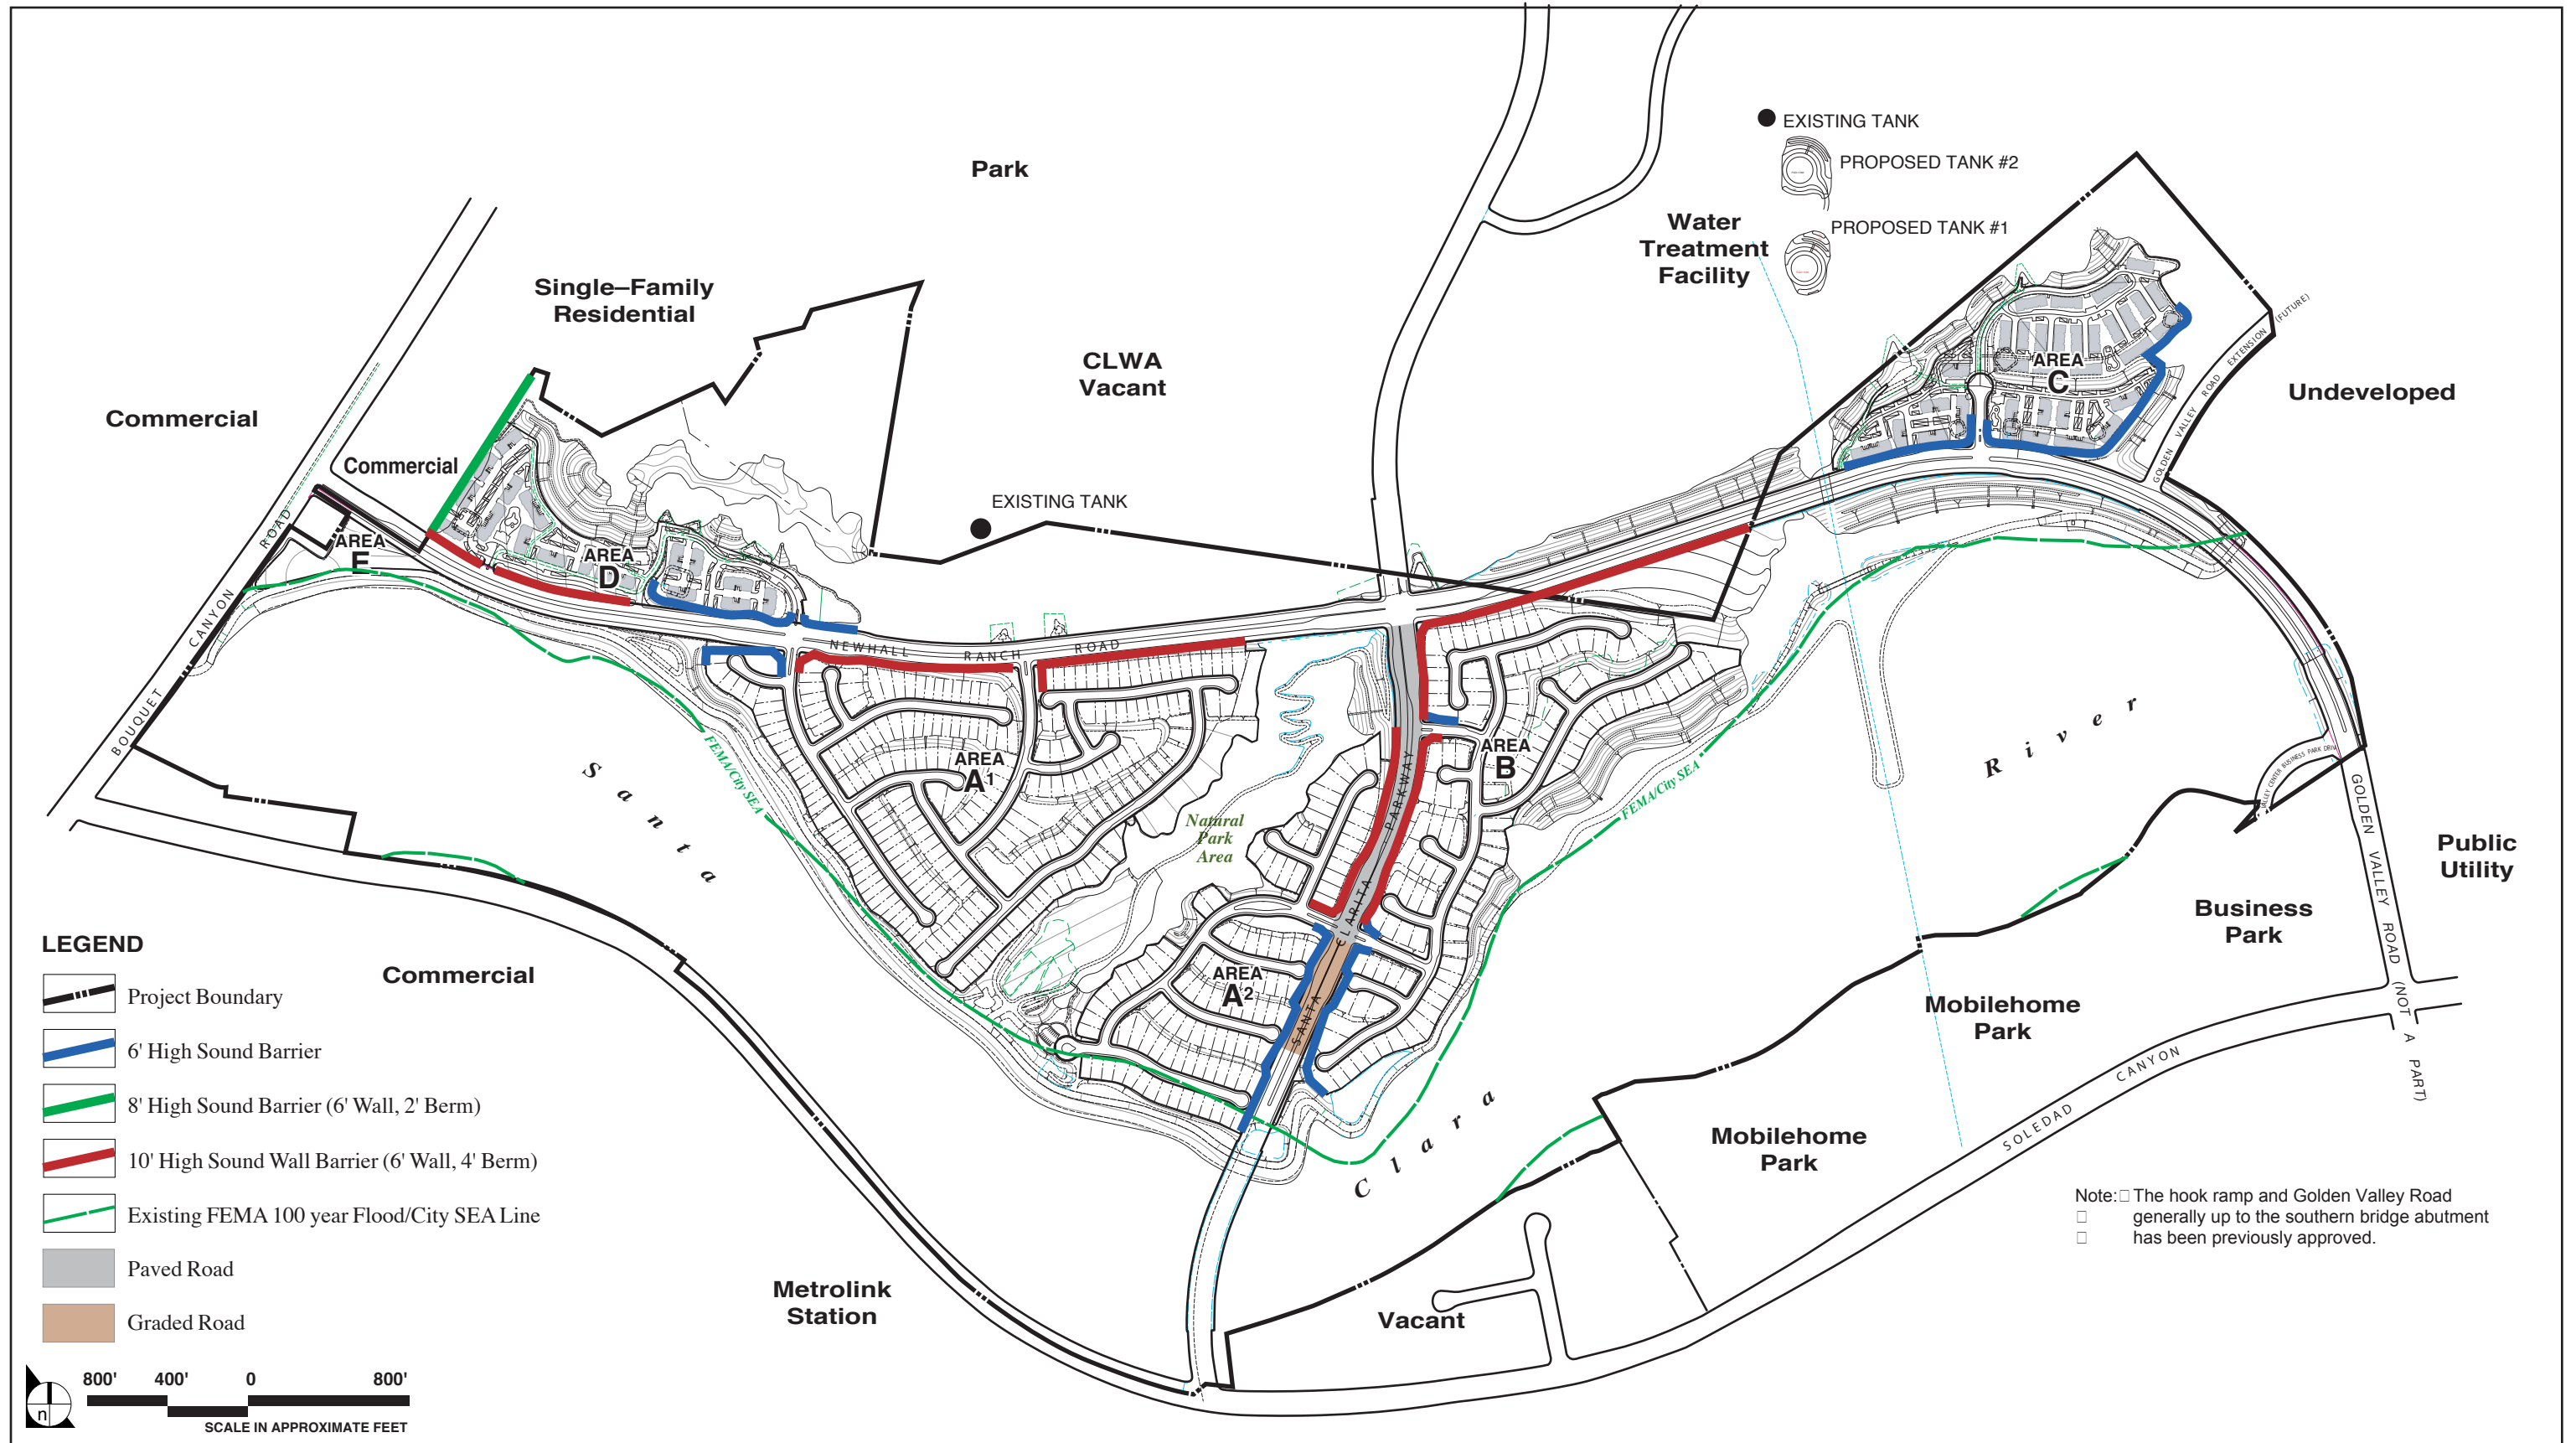 EXISTING TANK
PROPOSED TANK #2
PROPOSED TANK #1
Park
Water
Treatment
Facility
Single–Family
Residential
CLWA
Vacant
Commercial
Commercial
EXISTING TANK
AREA
C
Undeveloped
GOLDEN VALLEY ROAD EXTENSION (FUTURE)
AREA
E
AREA
D
BOUQUET CANYON ROAD
NEWHALL RANCH ROAD
AREA
A1
AREA
B
AREA
A2
Natural
Park
Area
SANTA CLARITA PARKWAY
FEMA/City SEA
FEMA/City SEA
Santa
Clara
River
VALLEY CENTER BUSINESS PARK DRIVE
GOLDEN VALLEY ROAD (NOT A PART)
Public
Utility
Business
Park
Mobilehome
Park
Mobilehome
Park
SOLEDAD CANYON
Commercial
Metrolink
Station
Vacant
LEGEND
Project Boundary
6' High Sound Barrier
8' High Sound Barrier (6' Wall, 2' Berm)
10' High Sound Wall Barrier (6' Wall, 4' Berm)
Existing FEMA 100 year Flood/City SEA Line
Paved Road
Graded Road
n
800' 400' 0 800'
SCALE IN APPROXIMATE FEET
Note: The hook ramp and Golden Valley Road
generally up to the southern bridge abutment
has been previously approved.